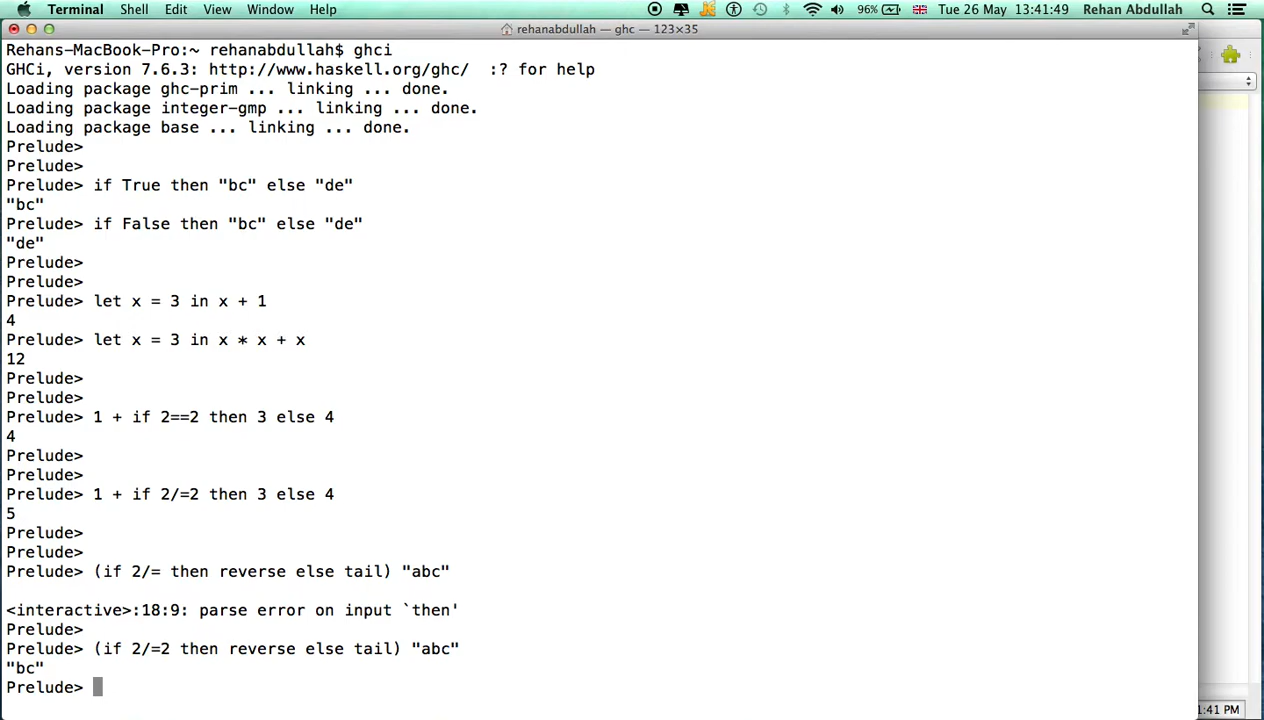 Terminal Shell Edit View Window Help 96% Tue 26 May 13:41:49 Rehan Abdullah
rehanabdullah — ghc — 123×35
Rehans-MacBook-Pro:~ rehanabdullah$ ghci
GHCi, version 7.6.3: http://www.haskell.org/ghc/  :? for help
Loading package ghc-prim ... linking ... done.
Loading package integer-gmp ... linking ... done.
Loading package base ... linking ... done.
Prelude>
Prelude>
Prelude> if True then "bc" else "de"
"bc"
Prelude> if False then "bc" else "de"
"de"
Prelude>
Prelude>
Prelude> let x = 3 in x + 1
4
Prelude> let x = 3 in x * x + x
12
Prelude>
Prelude>
Prelude> 1 + if 2==2 then 3 else 4
4
Prelude>
Prelude>
Prelude> 1 + if 2/=2 then 3 else 4
5
Prelude>
Prelude>
Prelude> (if 2/= then reverse else tail) "abc"
<interactive>:18:9: parse error on input `then'
Prelude>
Prelude> (if 2/=2 then reverse else tail) "abc"
"bc"
Prelude>
1:41 PM